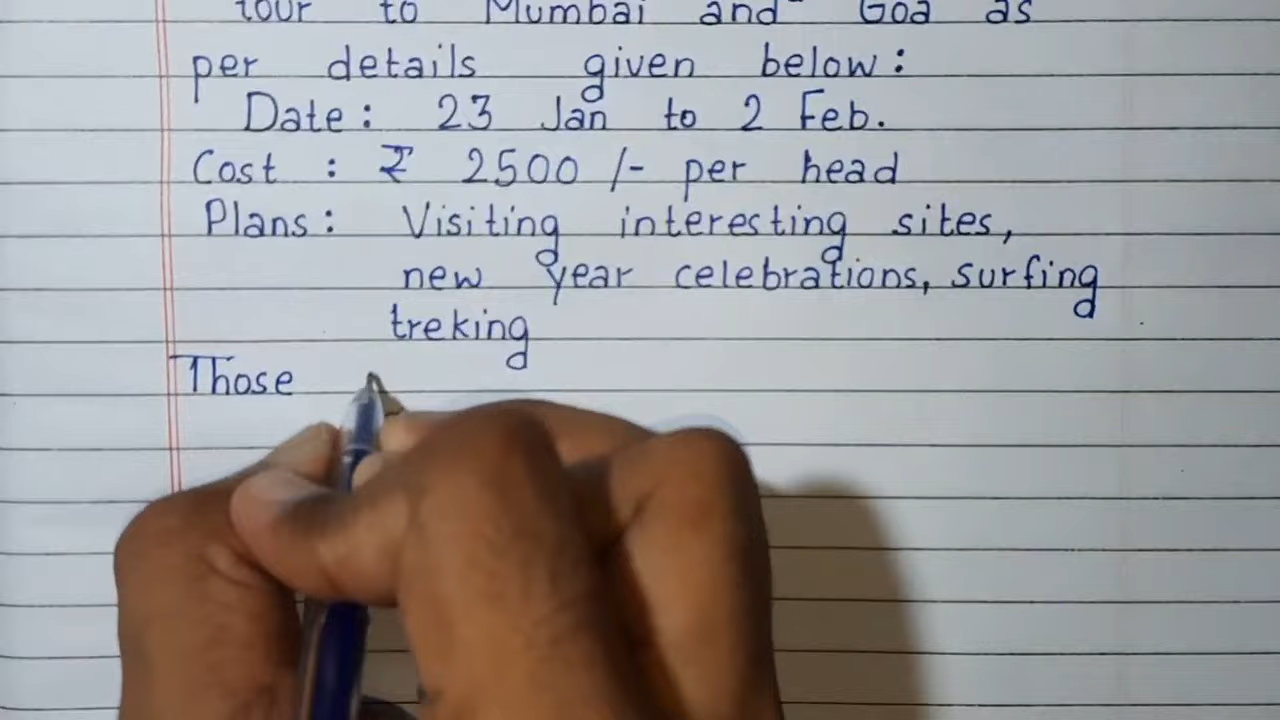 tour to Mumbai and Goa as
per details given below:
Date: 23 Jan to 2 Feb.
Cost : ₹ 2500/- per head
Plans: Visiting interesting sites,
new year celebrations, surfing
treking
Those